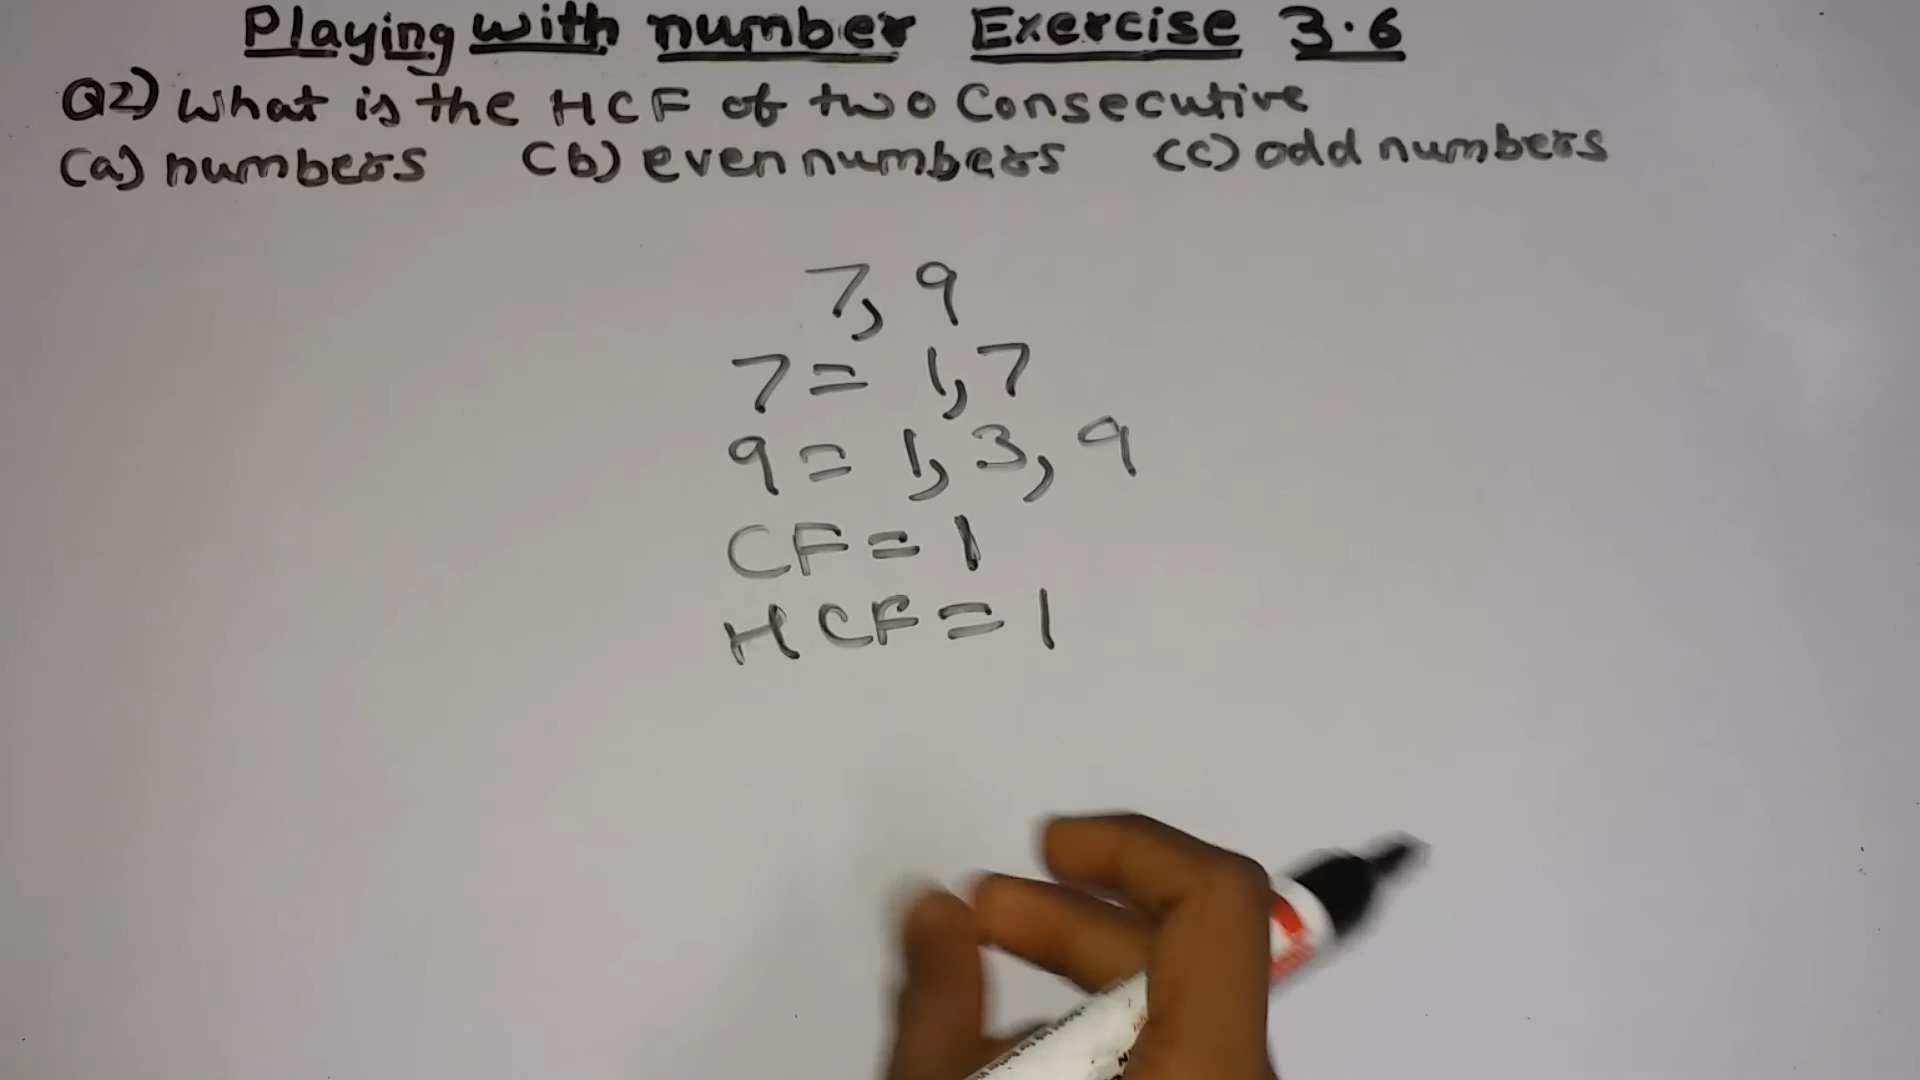 Playing with number Exercise 3.6
Q2) What is the HCF of two Consecutive
(a) numbers (b) even numbers (c) odd numbers
7, 9
7 = 1, 7
9 = 1, 3, 9
CF = 1
HCF = 1